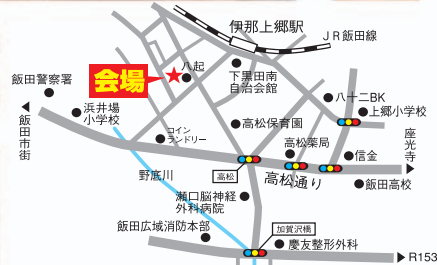 伊那上郷駅
JR飯田線
八起
会場
飯田警察署
下黒田南
自治会館
八十二BK
上郷小学校
浜井場
小学校
飯田市街
コイン
ランドリー
高松保育園
高松薬局
座光寺
信金
高松
高松通り
飯田高校
野底川
瀬口脳神経
外科病院
飯田広域消防本部
加賀沢橋
慶友整形外科
R153